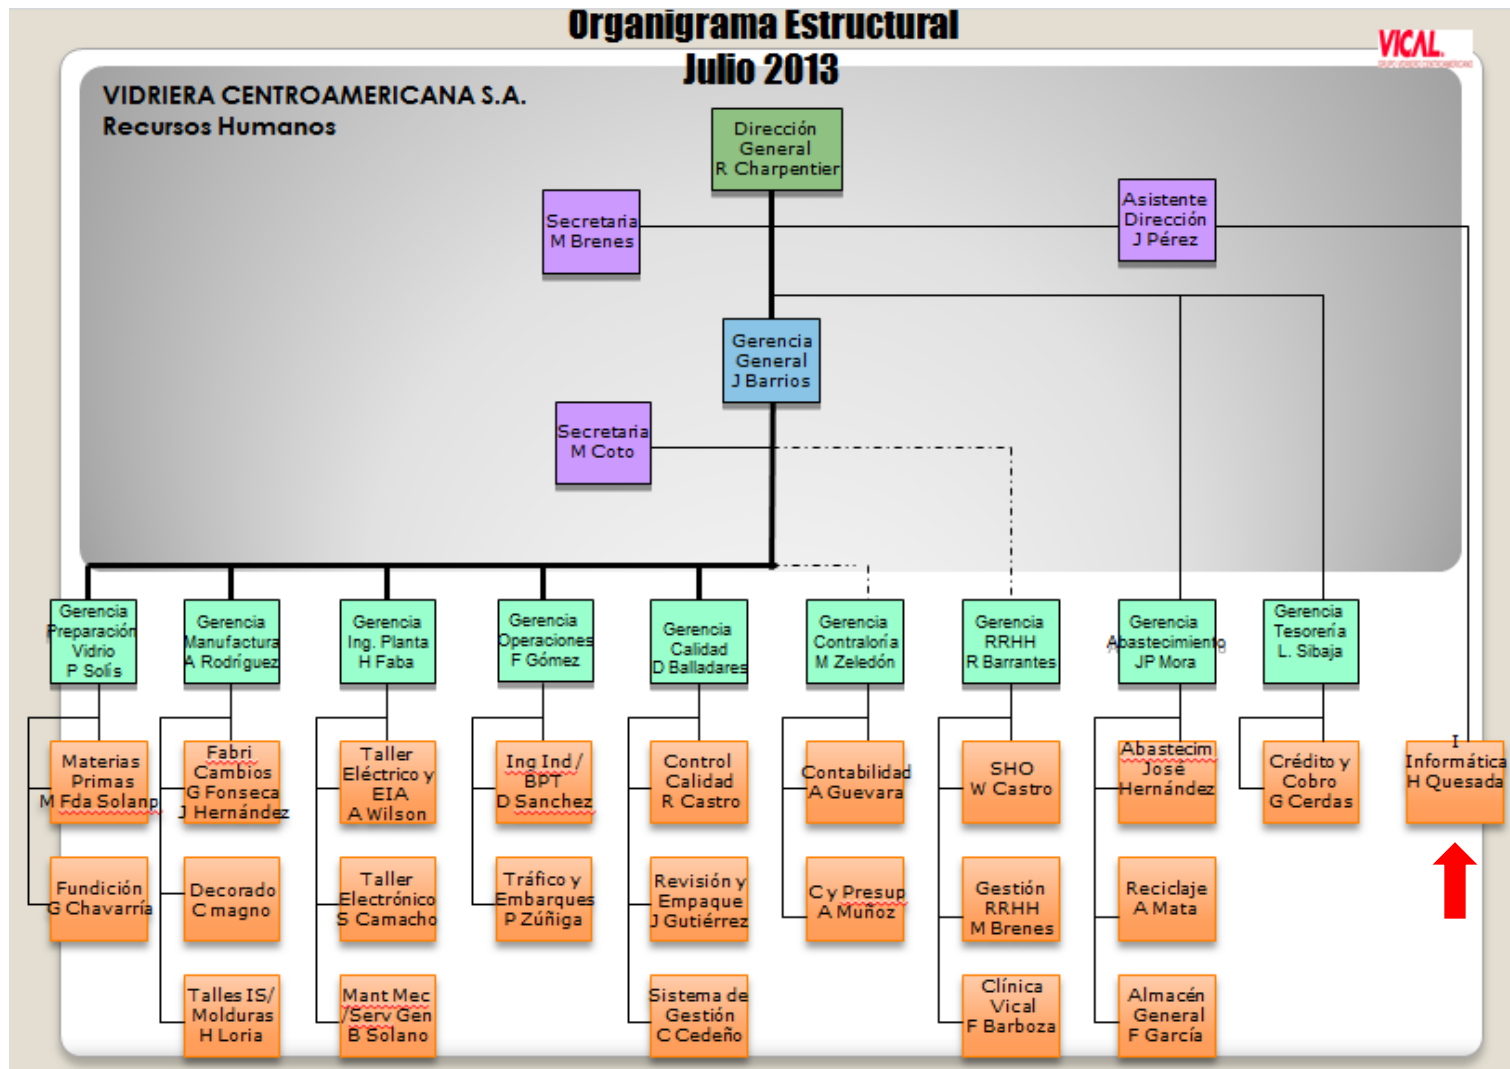 Organigrama Estructural
Julio 2013
VICAL.
GRUPO VIDRIERO CENTROAMERICANO
VIDRIERA CENTROAMERICANA S.A.
Recursos Humanos
Dirección
General
R Charpentier
Secretaria
M Brenes
Asistente
Dirección
J Pérez
Gerencia
General
J Barrios
Secretaria
M Coto
Gerencia
Preparación
Vidrio
P Solís
Gerencia
Manufactura
A Rodríguez
Gerencia
Ing. Planta
H Faba
Gerencia
Operaciones
F Gómez
Gerencia
Calidad
D Balladares
Gerencia
Contraloría
M Zeledón
Gerencia
RRHH
R Barrantes
Gerencia
Abastecimiento
JP Mora
Gerencia
Tesorería
L. Sibaja
Materias
Primas
M Fda Solanp
Fabri
Cambios
G Fonseca
J Hernández
Taller
Eléctrico y
EIA
A Wilson
Ing Ind /
BPT
D Sanchez
Control
Calidad
R Castro
Contabilidad
A Guevara
SHO
W Castro
Abastecim
José
Hernández
Crédito y
Cobro
G Cerdas
I
Informática
H Quesada
Fundición
G Chavarría
Decorado
C magno
Taller
Electrónico
S Camacho
Tráfico y
Embarques
P Zúñiga
Revisión y
Empaque
J Gutiérrez
C y Presup
A Muñoz
Gestión
RRHH
M Brenes
Reciclaje
A Mata
Talles IS/
Molduras
H Loria
Mant Mec
/Serv Gen
B Solano
Sistema de
Gestión
C Cedeño
Clínica
Vical
F Barboza
Almacén
General
F García